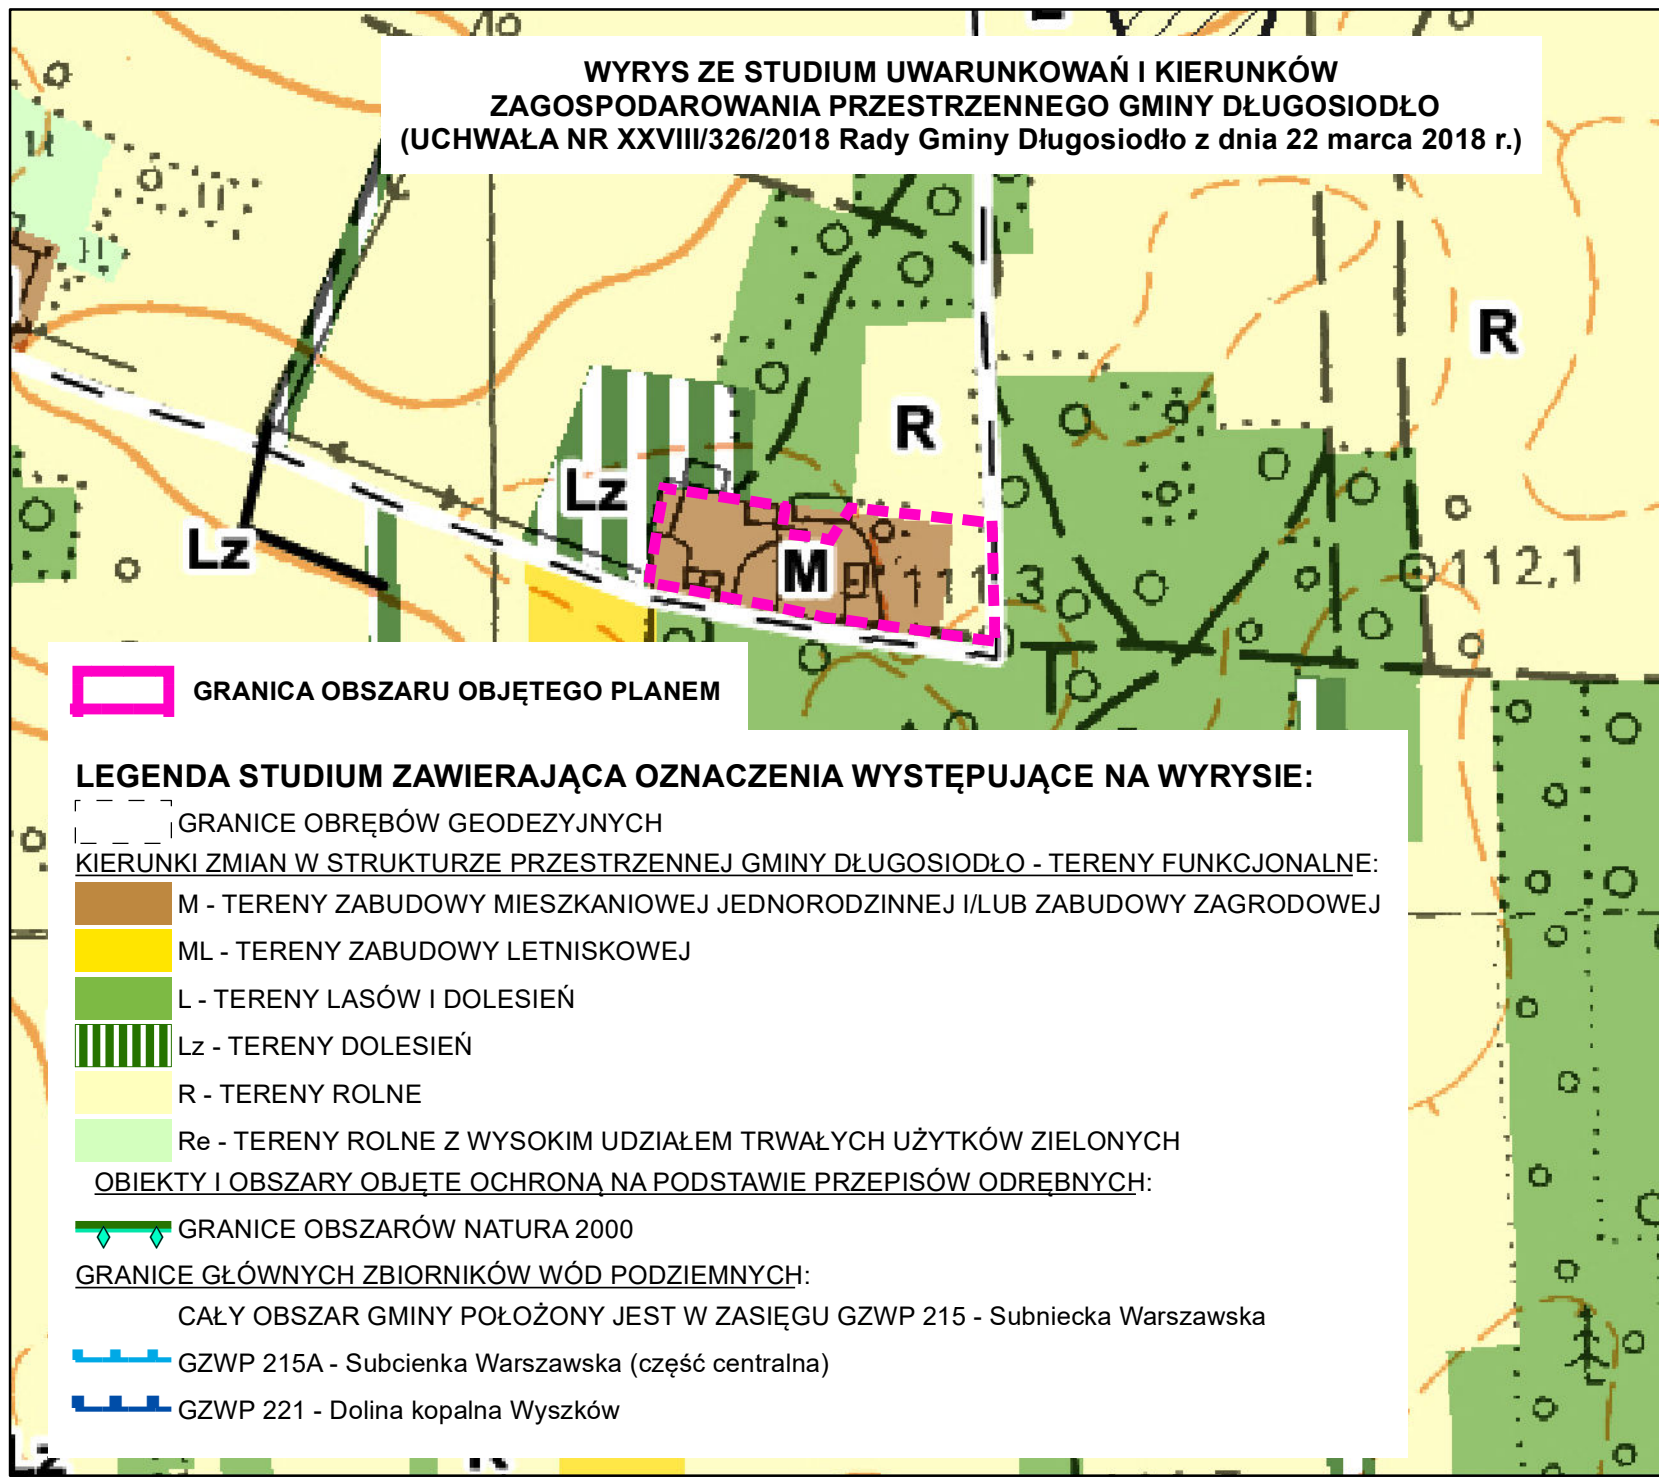 WYRYS ZE STUDIUM UWARUNKOWAŃ I KIERUNKÓW
ZAGOSPODAROWANIA PRZESTRZENNEGO GMINY DŁUGOSIODŁO
(UCHWAŁA NR XXVIII/326/2018 Rady Gminy Długosiodło z dnia 22 marca 2018 r.)
R
R
Lz
Lz
M
112,1
GRANICA OBSZARU OBJĘTEGO PLANEM
LEGENDA STUDIUM ZAWIERAJĄCA OZNACZENIA WYSTĘPUJĄCE NA WYRYSIE:
GRANICE OBRĘBÓW GEODEZYJNYCH
KIERUNKI ZMIAN W STRUKTURZE PRZESTRZENNEJ GMINY DŁUGOSIODŁO - TERENY FUNKCJONALNE:
M - TERENY ZABUDOWY MIESZKANIOWEJ JEDNORODZINNEJ I/LUB ZABUDOWY ZAGRODOWEJ
ML - TERENY ZABUDOWY LETNISKOWEJ
L - TERENY LASÓW I DOLESIEŃ
Lz - TERENY DOLESIEŃ
R - TERENY ROLNE
Re - TERENY ROLNE Z WYSOKIM UDZIAŁEM TRWAŁYCH UŻYTKÓW ZIELONYCH
OBIEKTY I OBSZARY OBJĘTE OCHRONĄ NA PODSTAWIE PRZEPISÓW ODRĘBNYCH:
GRANICE OBSZARÓW NATURA 2000
GRANICE GŁÓWNYCH ZBIORNIKÓW WÓD PODZIEMNYCH:
CAŁY OBSZAR GMINY POŁOŻONY JEST W ZASIĘGU GZWP 215 - Subniecka Warszawska
GZWP 215A - Subcienka Warszawska (część centralna)
GZWP 221 - Dolina kopalna Wyszków